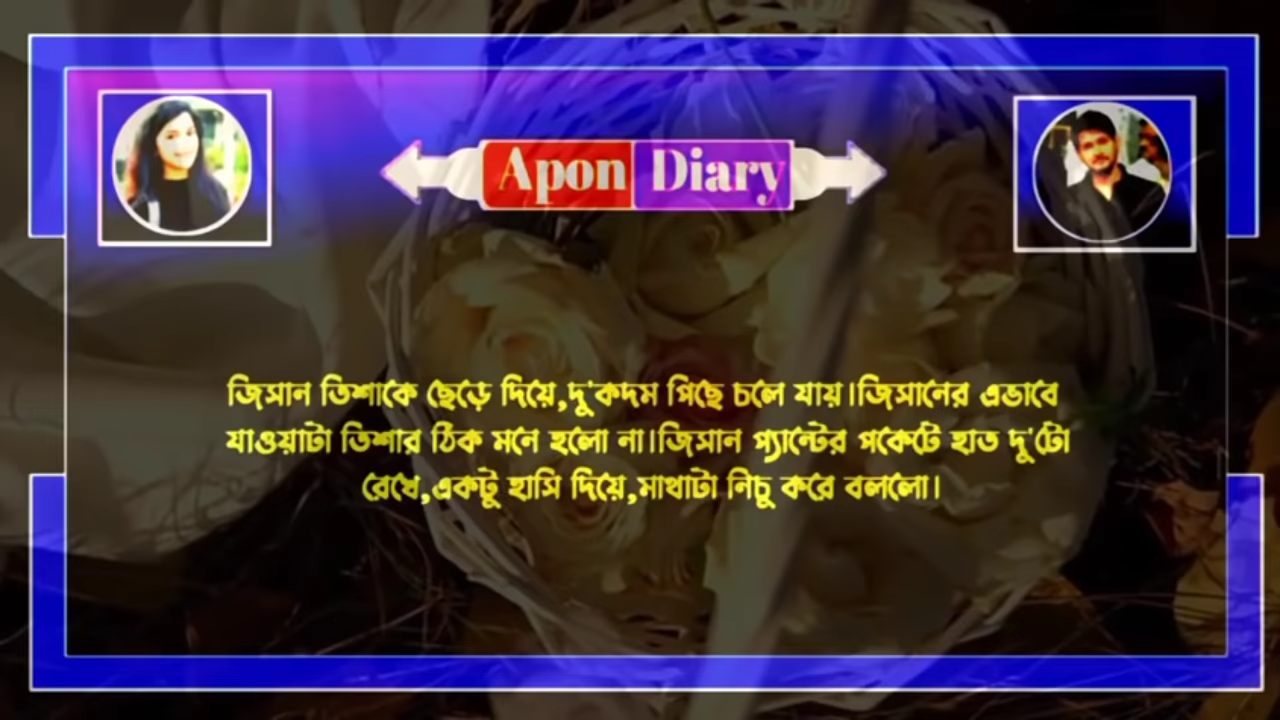 Apon Diary
জিসান তিশাকে ছেড়ে দিয়ে,দু'কদম পিছে চলে যায়।জিসানের এভাবে
যাওয়াটা তিশার ঠিক মনে হলো না।জিসান প্যান্টের পকেটে হাত দু'টো
রেখে,একটু হাসি দিয়ে,মাথাটা নিচু করে বললো।